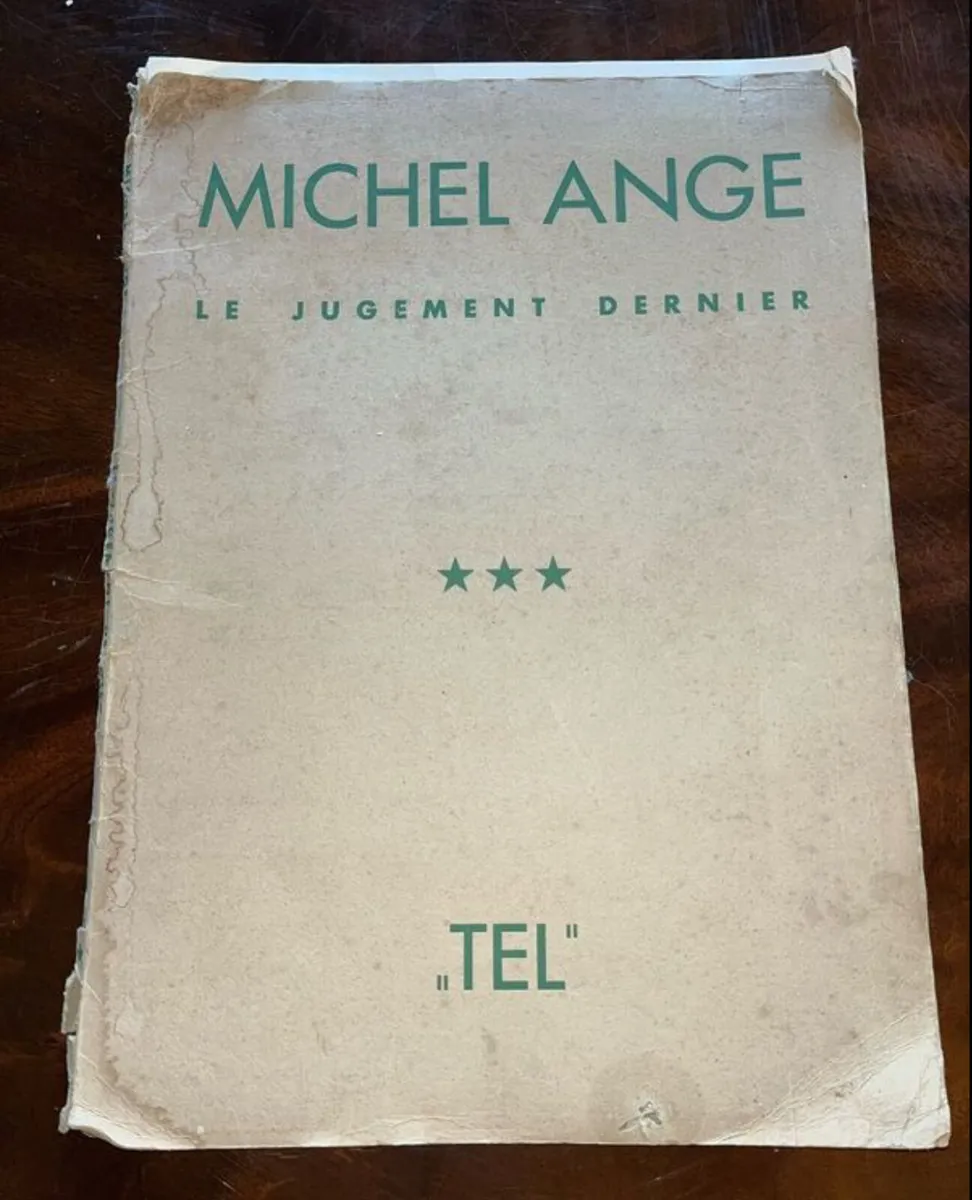 MICHEL ANGE
LE JUGEMENT DERNIER
★★★
„TEL"